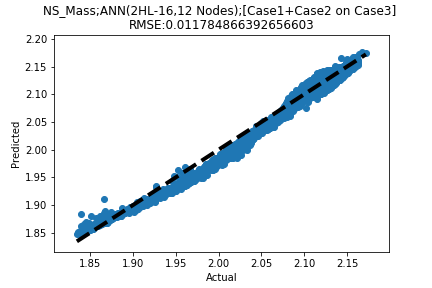 NS_Mass;ANN(2HL-16,12 Nodes);[Case1+Case2 on Case3]
RMSE:0.011784866392656603
2.20
2.15
2.10
2.05
2.00
1.95
1.90
1.85
Predicted
1.85 1.90 1.95 2.00 2.05 2.10 2.15
Actual